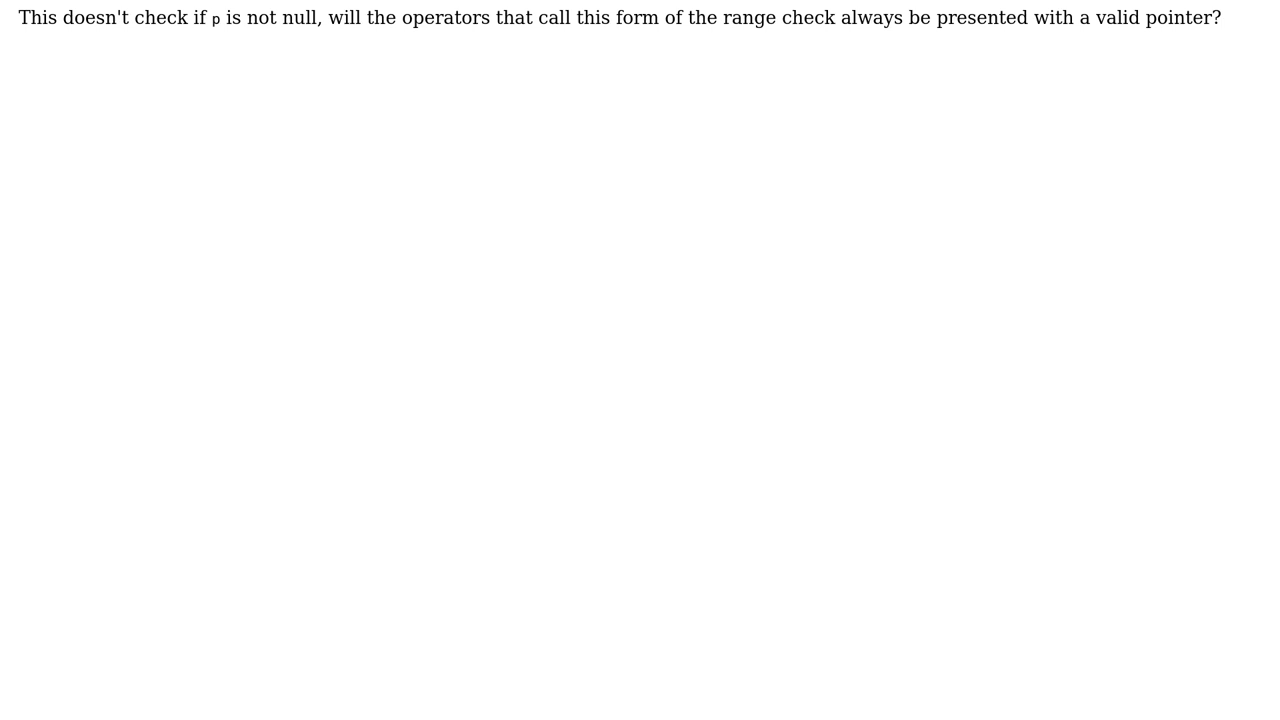 This doesn't check if p is not null, will the operators that call this form of the range check always be presented with a valid pointer?